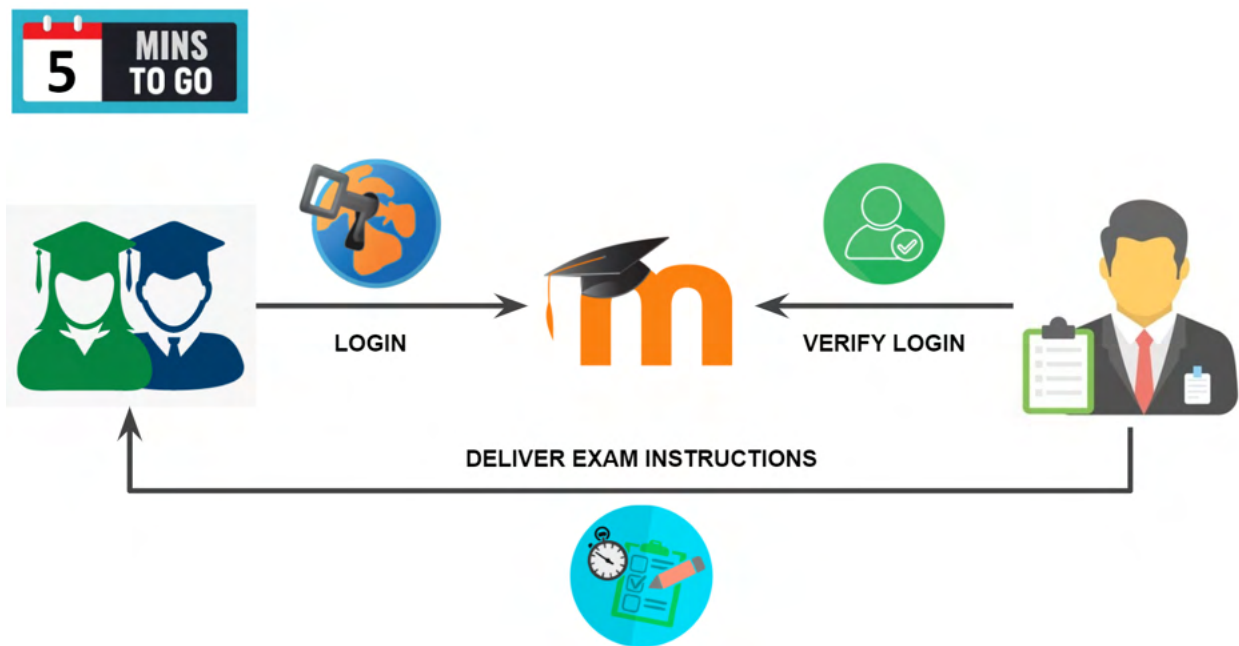 5
MINS
TO GO
LOGIN
m
VERIFY LOGIN
DELIVER EXAM INSTRUCTIONS